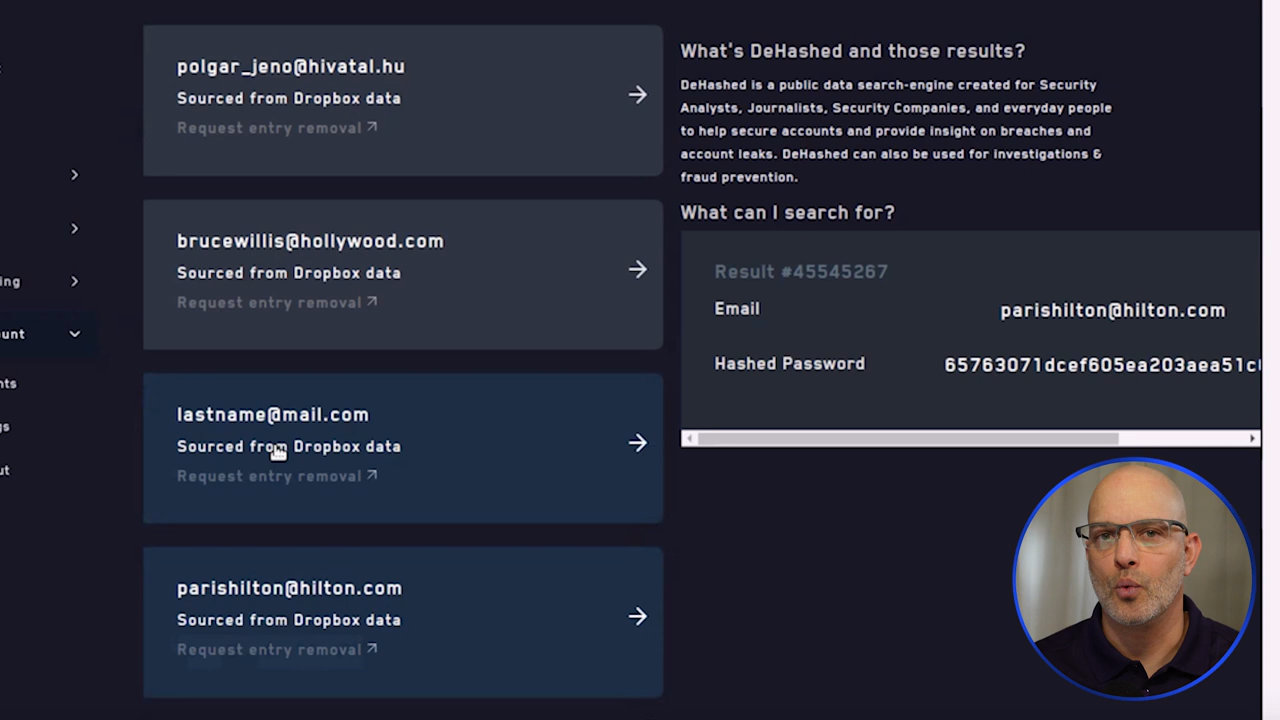 polgar_jeno@hivatal.hu
Sourced from Dropbox data
Request entry removal
brucewillis@hollywood.com
Sourced from Dropbox data
Request entry removal
ing
ount
nts
gs
ut
lastname@mail.com
Sourced from Dropbox data
Request entry removal
parishilton@hilton.com
Sourced from Dropbox data
Request entry removal
What's DeHashed and those results?
DeHashed is a public data search-engine created for Security
Analysts, Journalists, Security Companies, and everyday people
to help secure accounts and provide insight on breaches and
account leaks. DeHashed can also be used for investigations &
fraud prevention.
What can I search for?
Result #45545267
Email parishilton@hilton.com
Hashed Password 65763071dcef605ea203aea51c